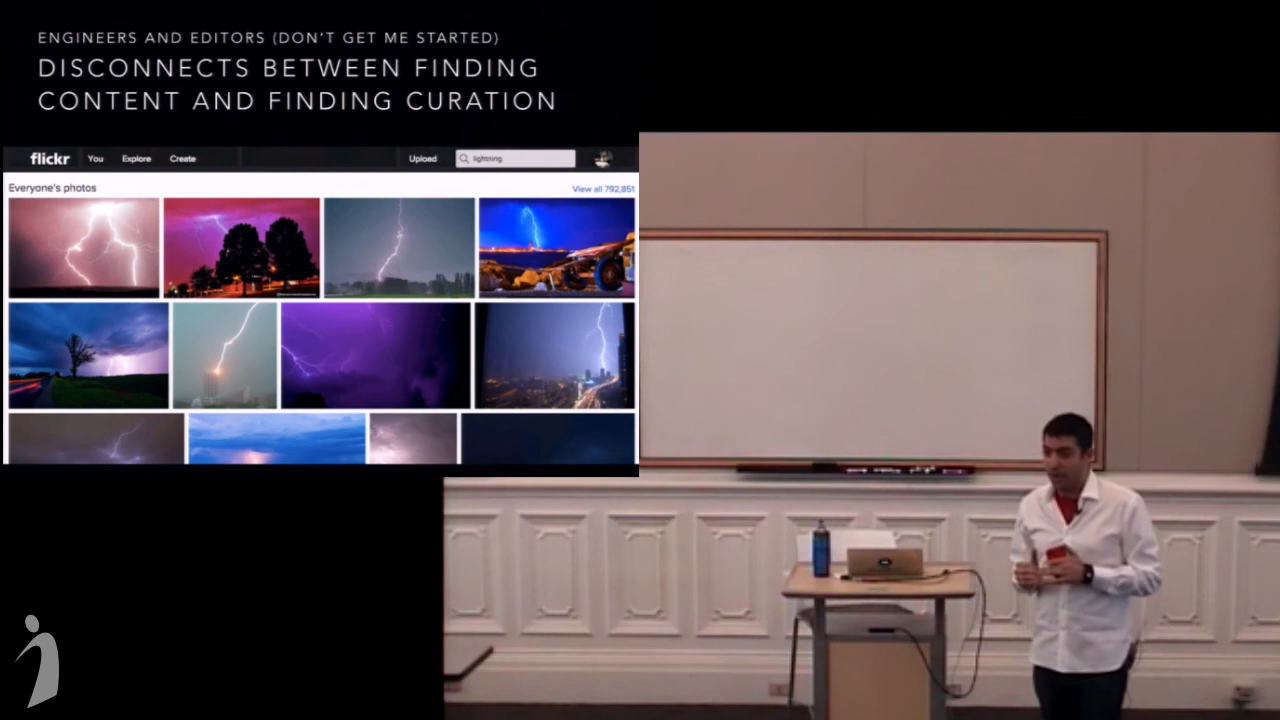 ENGINEERS AND EDITORS (DON'T GET ME STARTED)
DISCONNECTS BETWEEN FINDING
CONTENT AND FINDING CURATION
flickr You Explore Create Upload lightning
Everyone's photos View all 792,851